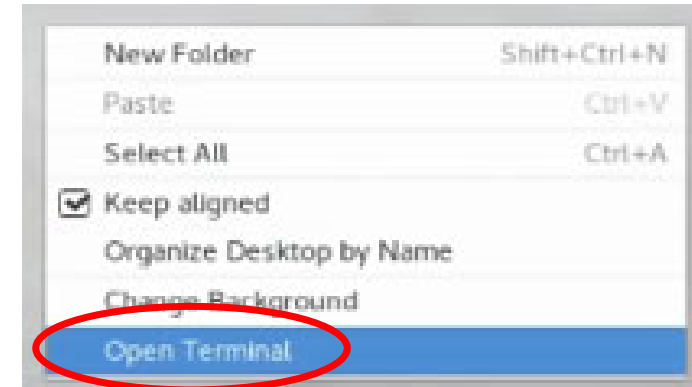 New Folder Shift+Ctrl+N
Paste Ctrl+V
Select All Ctrl+A
Keep aligned
Organize Desktop by Name
Change Background
Open Terminal